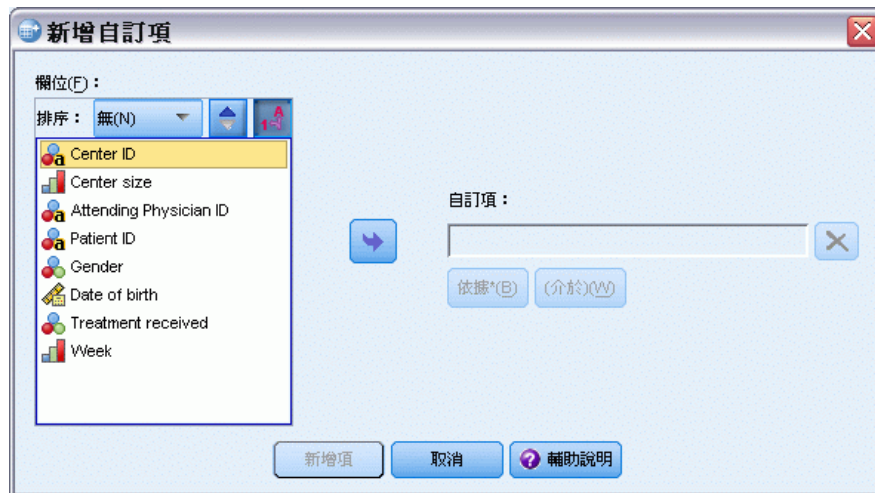 新增自訂項
欄位(F)：
排序： 無(N)
Center ID
Center size
Attending Physician ID
Patient ID
Gender
Date of birth
Treatment received
Week
自訂項：
依據*(B) (介於)(W)
新增項 取消 輔助說明